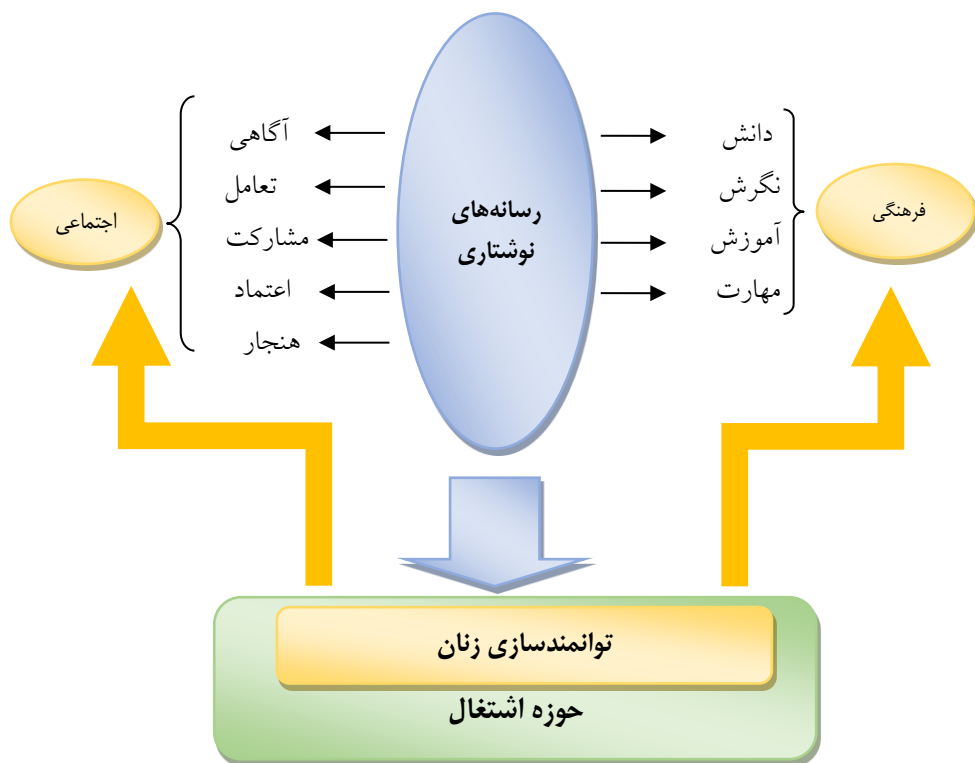 دانش
نگرش
آموزش
مهارت
فرهنگی
رسانه‌های
نوشتاری
آگاهی
تعامل
مشارکت
اعتماد
هنجار
اجتماعی
توانمندسازی زنان
حوزه اشتغال